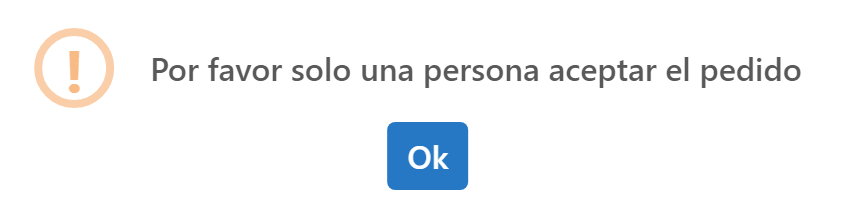 Por favor solo una persona aceptar el pedido
Ok